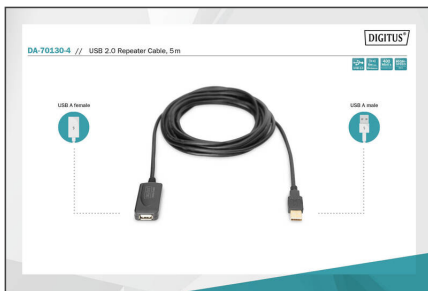 DIGITUS®
DA-70130-4 // USB 2.0 Repeater Cable, 5 m
USB A female
USB A male